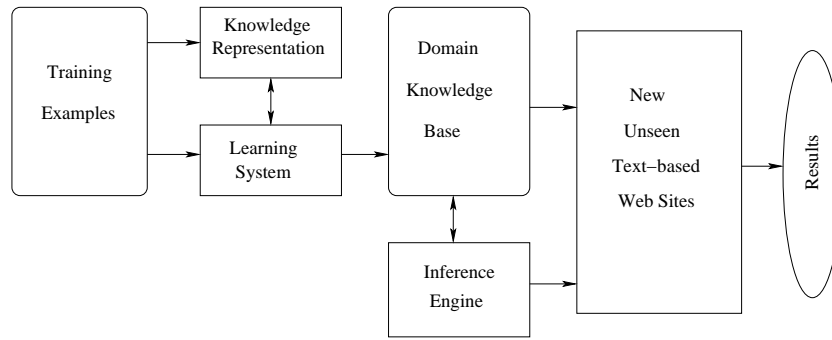 Training
Examples
Knowledge
Representation
Learning
System
Domain
Knowledge
Base
Inference
Engine
New
Unseen
Text−based
Web Sites
Results